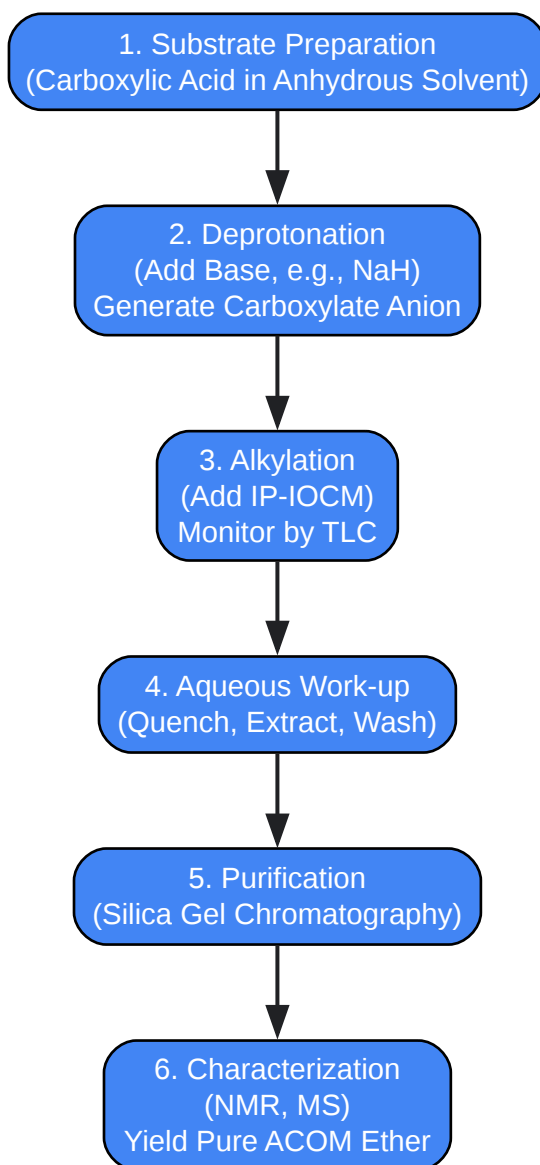 1. Substrate Preparation
(Carboxylic Acid in Anhydrous Solvent)
2. Deprotonation
(Add Base, e.g., NaH)
Generate Carboxylate Anion
3. Alkylation
(Add IP-IOCM)
Monitor by TLC
4. Aqueous Work-up
(Quench, Extract, Wash)
5. Purification
(Silica Gel Chromatography)
6. Characterization
(NMR, MS)
Yield Pure ACOM Ether